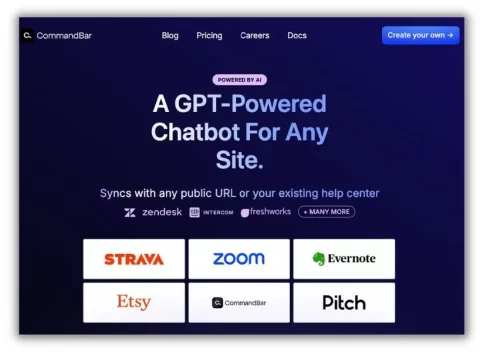 CommandBar
Blog Pricing Careers Docs
Create your own →
POWERED BY AI
A GPT-Powered
Chatbot For Any
Site.
Syncs with any public URL or your existing help center
zendesk INTERCOM freshworks + MANY MORE
STRAVA zoom Evernote
Etsy CommandBar Pitch